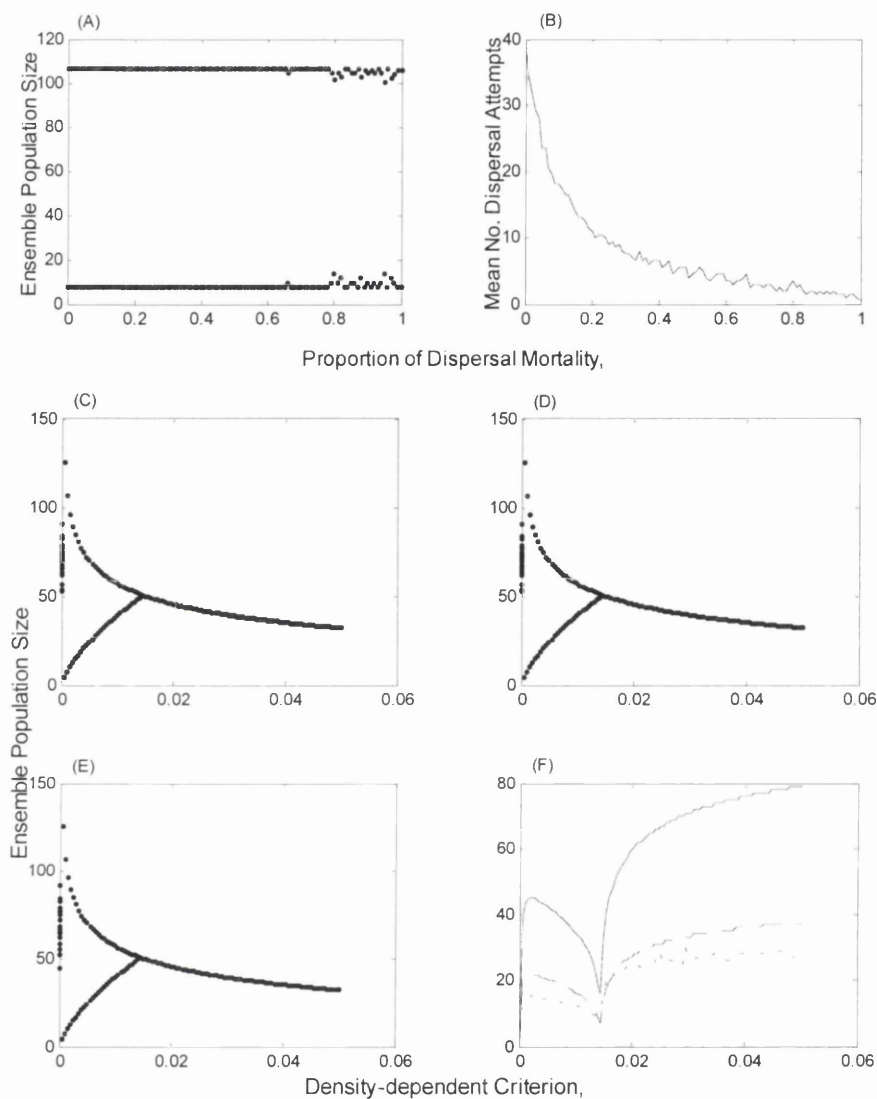 (A)
(B)
Ensemble Population Size
120
100
80
60
40
20
0
0 0.2 0.4 0.6 0.8 1
Mean No. Dispersal Attempts
40
30
20
10
0
0 0.2 0.4 0.6 0.8 1
Proportion of Dispersal Mortality,
(C)
(D)
150
100
50
0
0 0.02 0.04 0.06
150
100
50
0
0 0.02 0.04 0.06
Ensemble Population Size
(E)
(F)
150
100
50
0
0 0.02 0.04 0.06
80
60
40
20
0
0 0.02 0.04 0.06
Density-dependent Criterion,